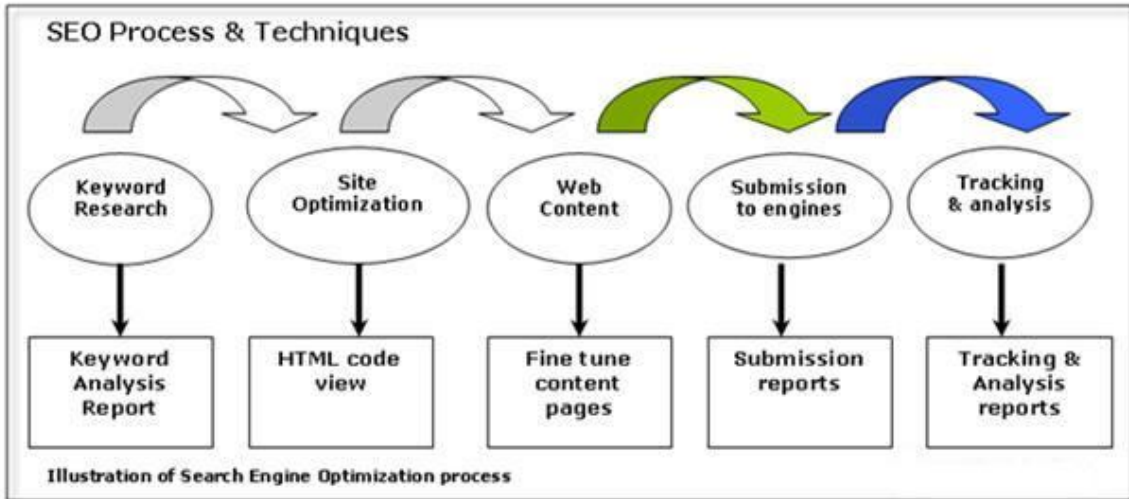 SEO Process & Techniques
Keyword
Research
Site
Optimization
Web
Content
Submission
to engines
Tracking
& analysis
Keyword
Analysis
Report
HTML code
view
Fine tune
content
pages
Submission
reports
Tracking &
Analysis
reports
Illustration of Search Engine Optimization process